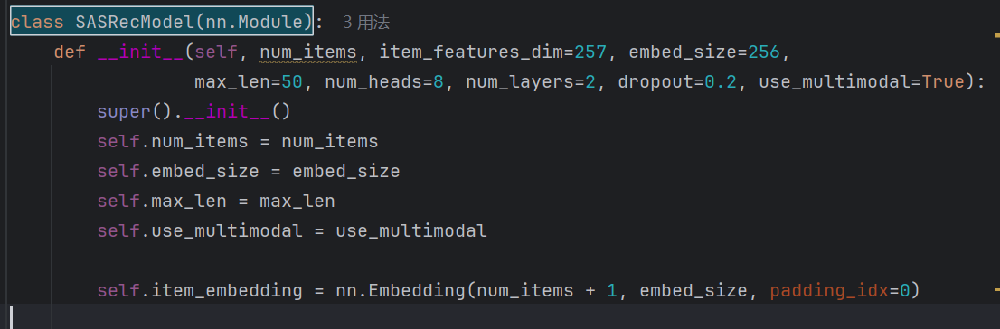 class SASRecModel(nn.Module): 3 用法
    def __init__(self, num_items, item_features_dim=257, embed_size=256,
                 max_len=50, num_heads=8, num_layers=2, dropout=0.2, use_multimodal=True):
        super().__init__()
        self.num_items = num_items
        self.embed_size = embed_size
        self.max_len = max_len
        self.use_multimodal = use_multimodal
        self.item_embedding = nn.Embedding(num_items + 1, embed_size, padding_idx=0)